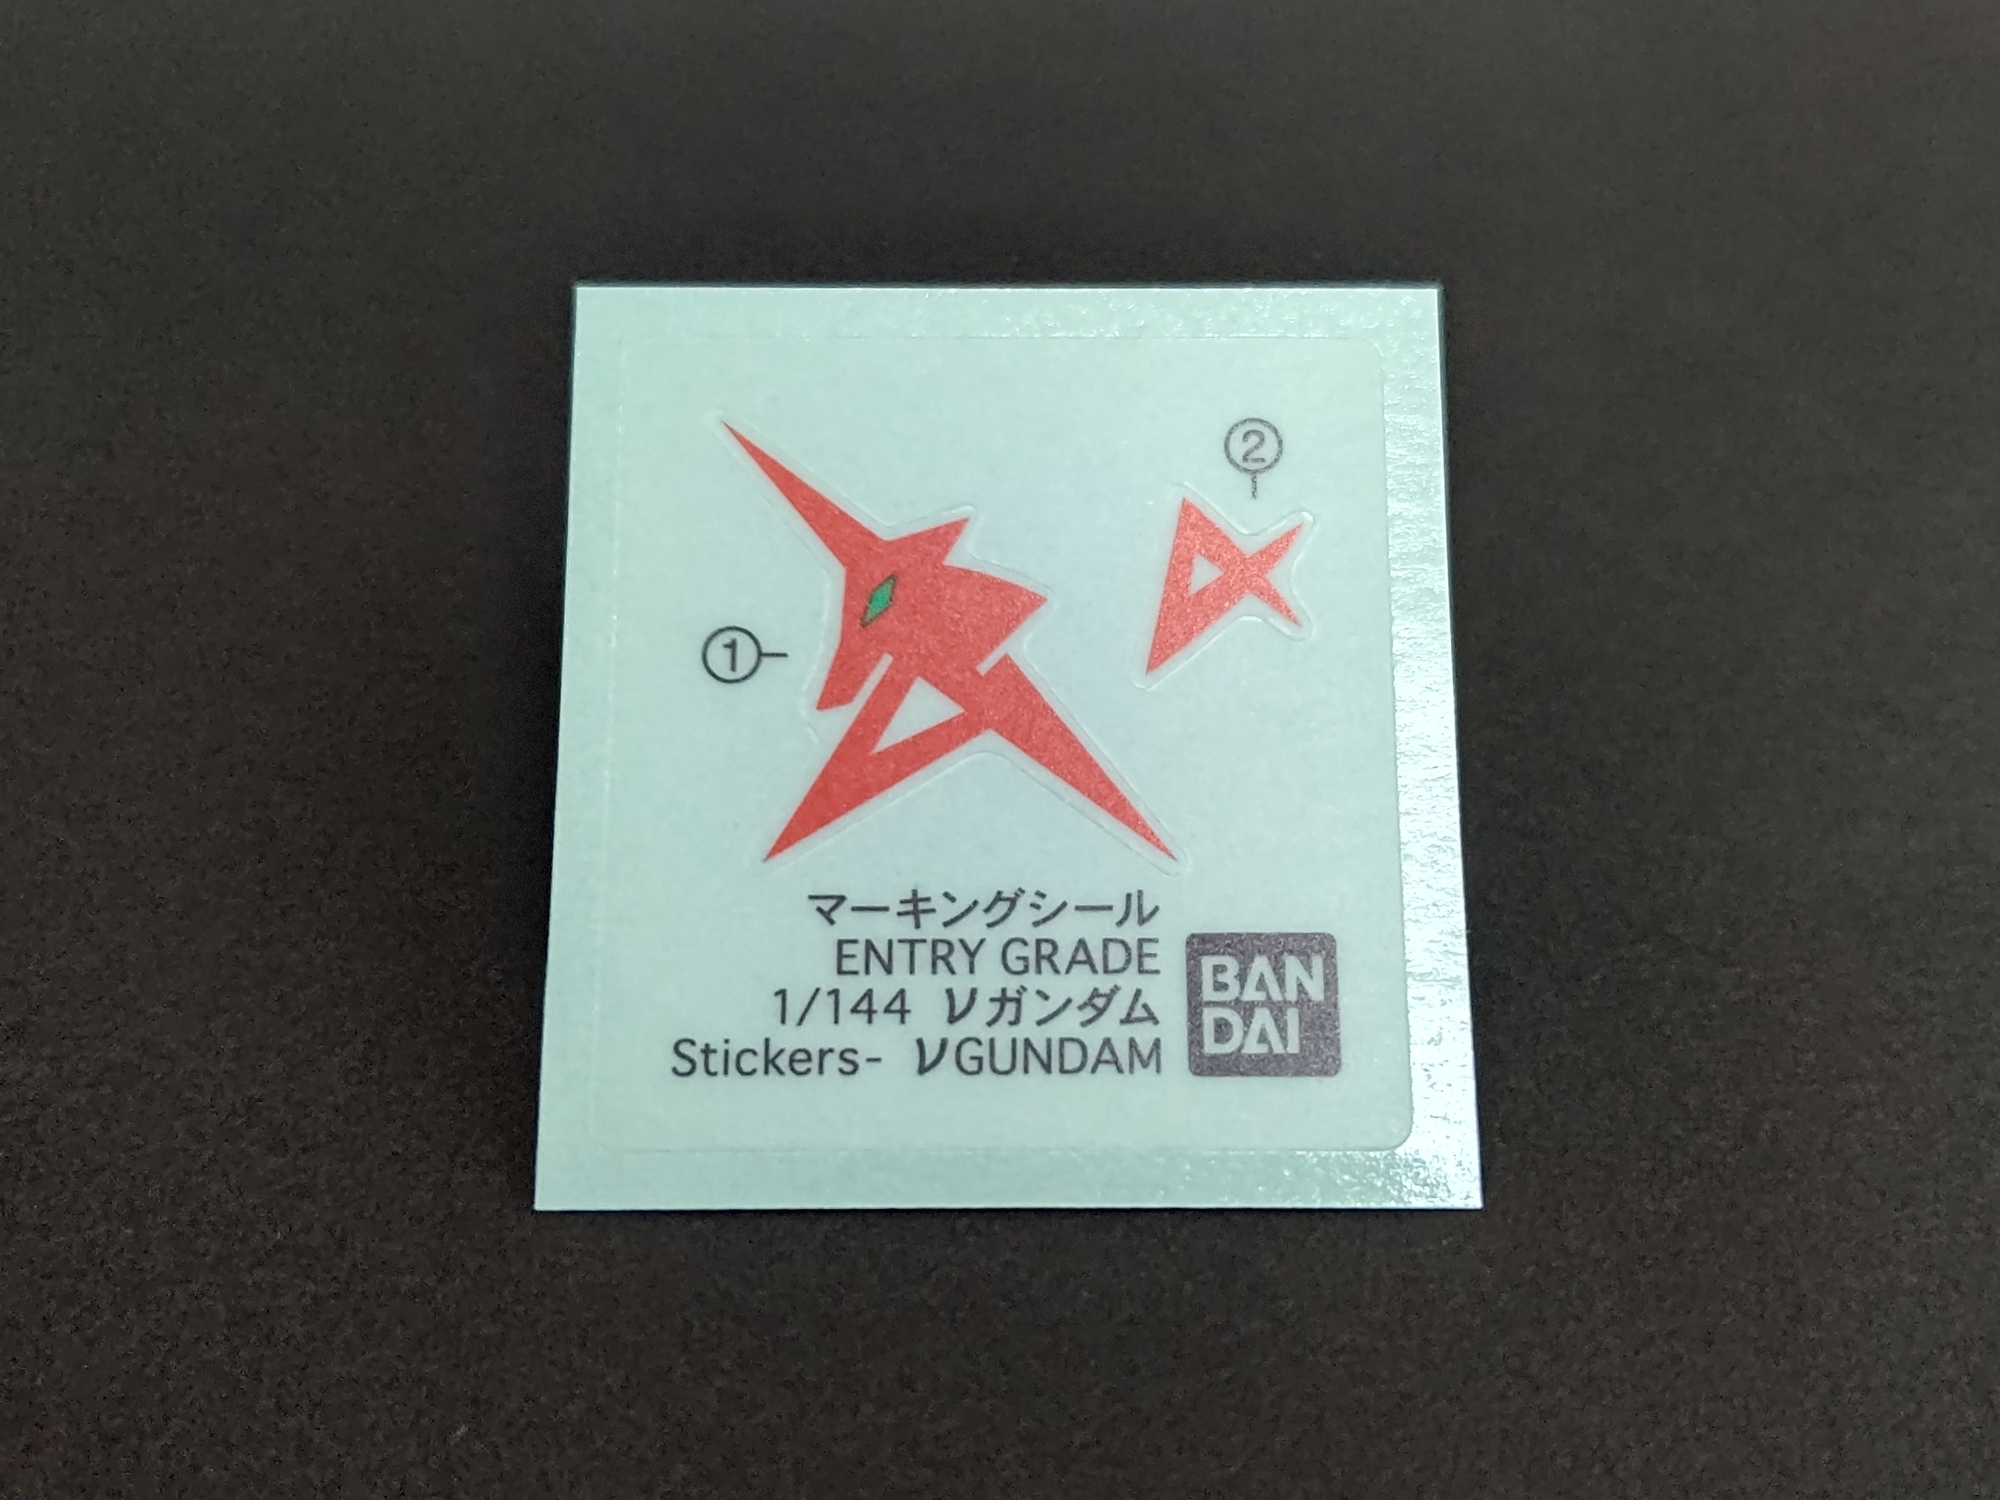 ①
②
マーキングシール
ENTRY GRADE
1/144 νガンダム
Stickers- νGUNDAM
BAN
DAI